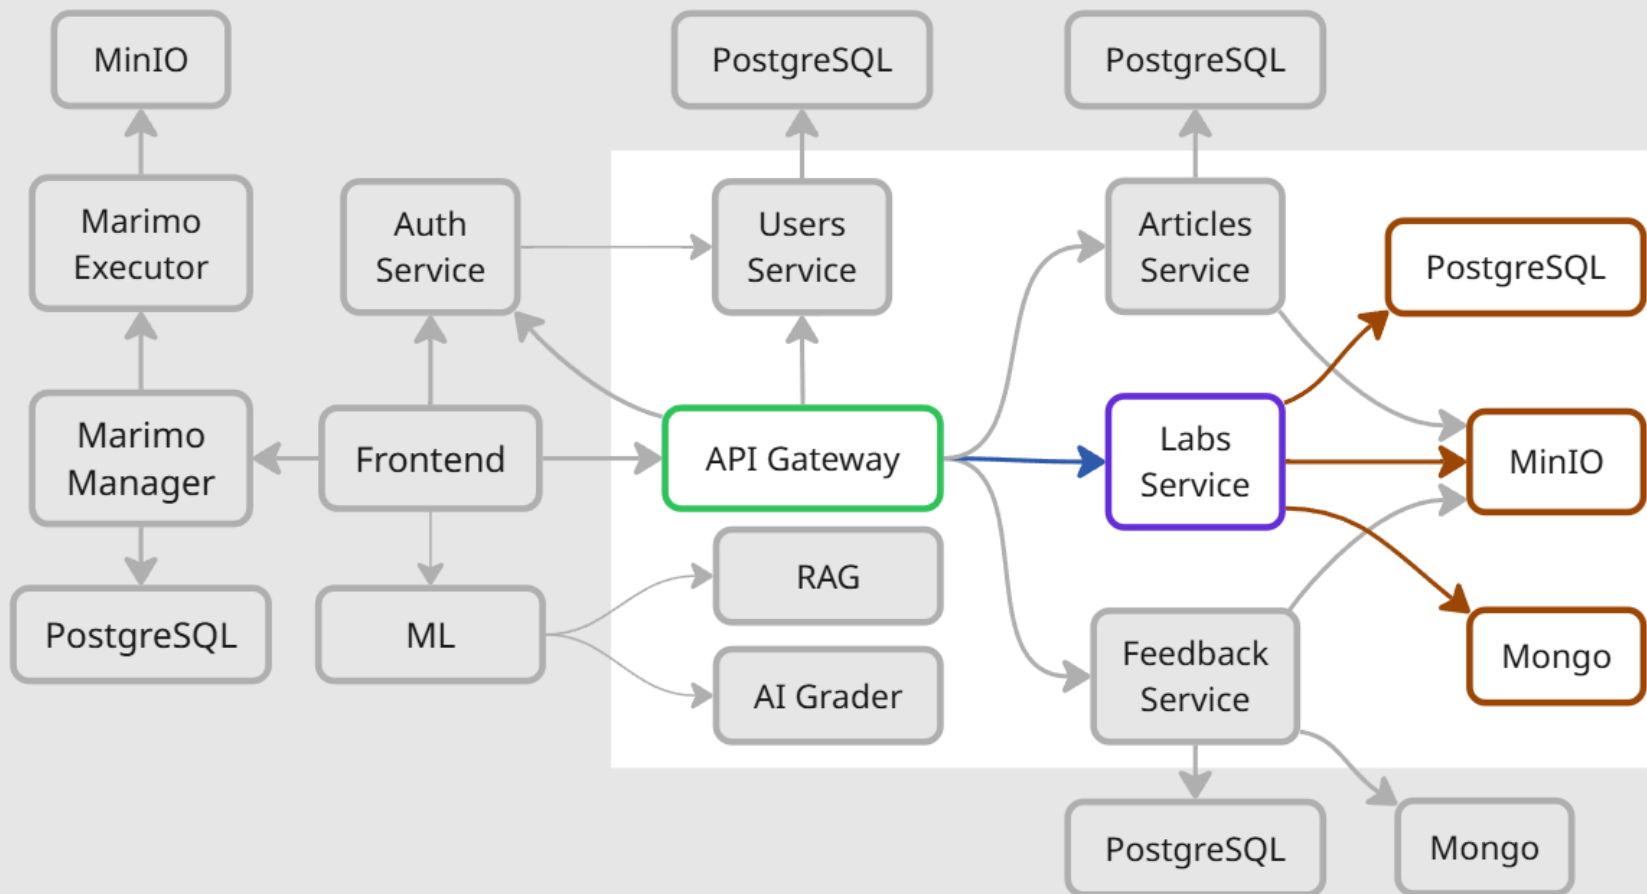 MinIO
PostgreSQL
PostgreSQL
Marimo
Executor
Auth
Service
Users
Service
Articles
Service
PostgreSQL
Marimo
Manager
Frontend
API Gateway
Labs
Service
MinIO
RAG
PostgreSQL
ML
AI Grader
Feedback
Service
Mongo
PostgreSQL
Mongo